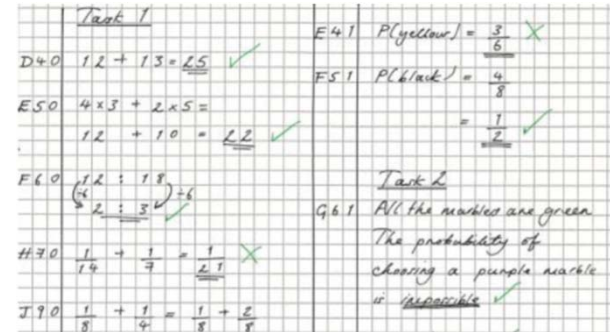 Task 1
D40 12 + 13 = 25 ✓
E50 4 × 3 + 2 × 5 =
12 + 10 = 22 ✓
F60 12 : 18
÷6 ÷6
2 : 3 ✓
H70 1/14 + 1/7 = 1/21 ✗
J90 1/8 + 1/4 = 1/8 + 2/8
E41 P(yellow) = 3/6 ✗
F51 P(black) = 4/8
= 1/2 ✓
Task 2
G61 All the marbles are green
The probability of
choosing a purple marble
is impossible ✓